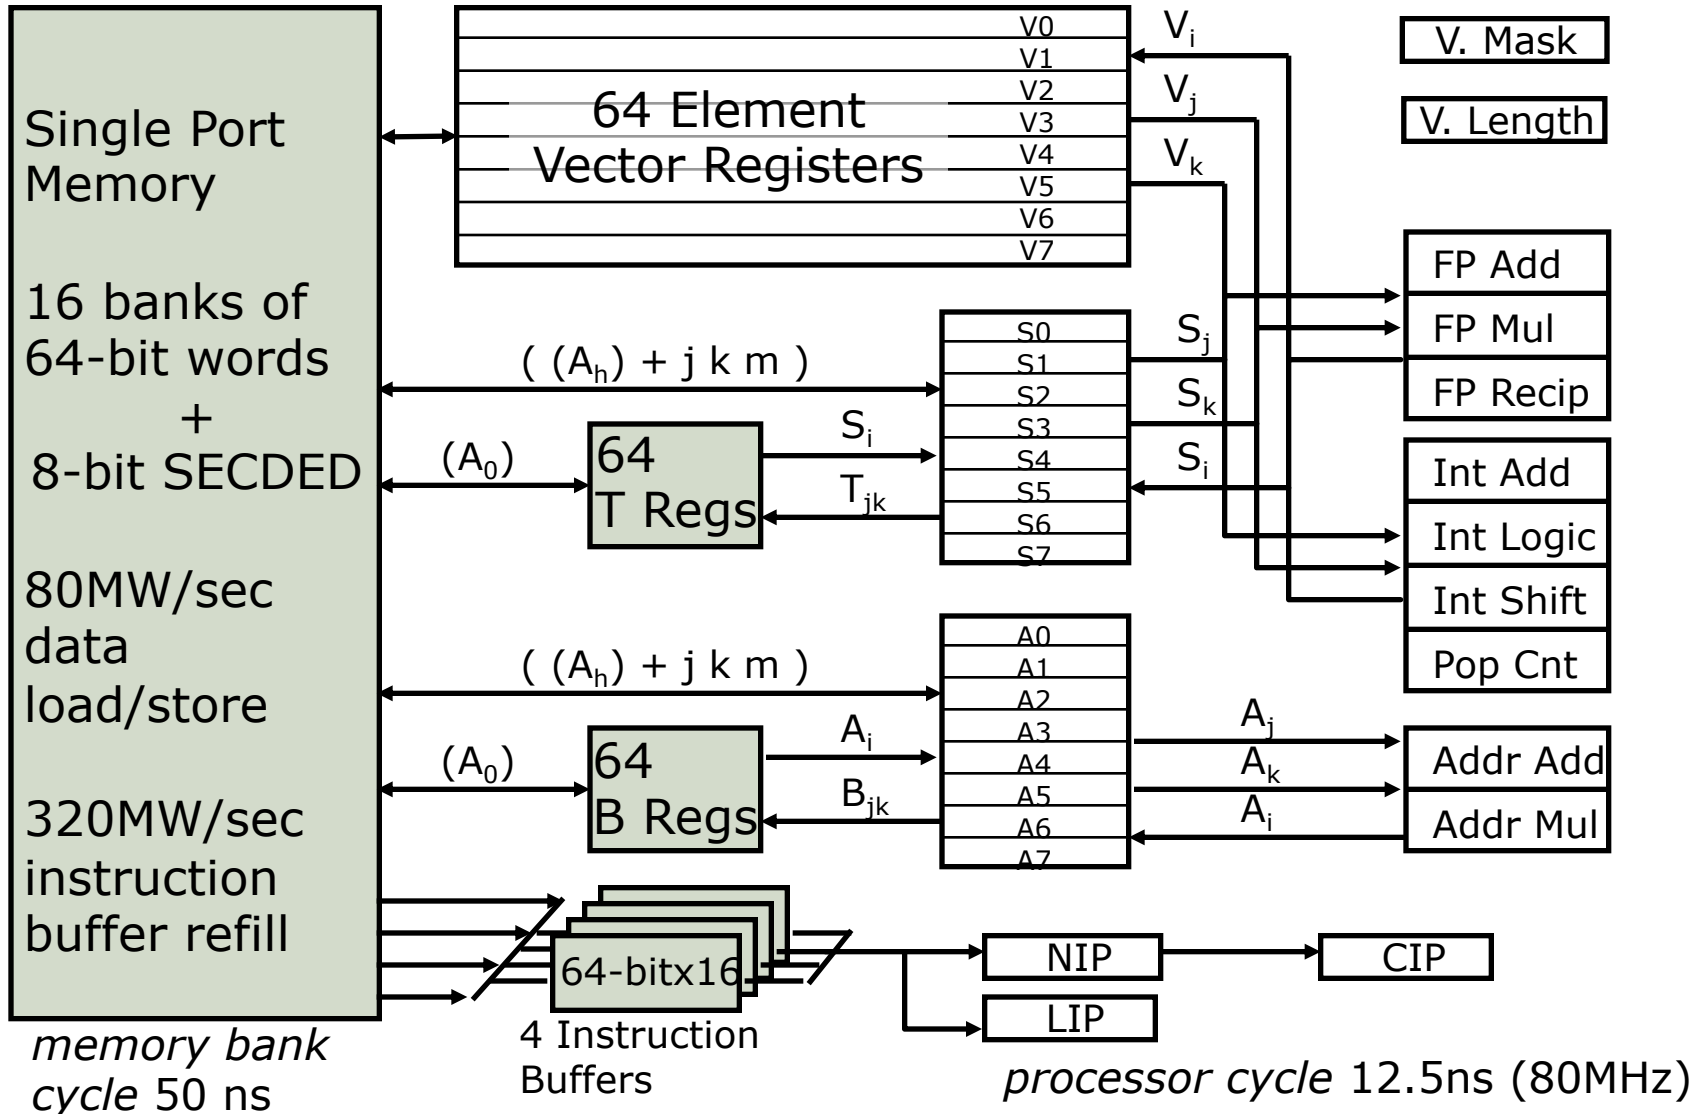 Single Port
Memory
16 banks of
64-bit words
+
8-bit SECDED
80MW/sec
data
load/store
320MW/sec
instruction
buffer refill
memory bank
cycle 50 ns
64 Element
Vector Registers
V0
V1
V2
V3
V4
V5
V6
V7
Vi
Vj
Vk
V. Mask
V. Length
FP Add
FP Mul
FP Recip
( (Ah) + j k m )
(A0)
64
T Regs
Si
Tjk
S0
S1
S2
S3
S4
S5
S6
S7
Sj
Sk
Si
Int Add
Int Logic
Int Shift
Pop Cnt
( (Ah) + j k m )
(A0)
64
B Regs
Ai
Bjk
A0
A1
A2
A3
A4
A5
A6
A7
Aj
Ak
Ai
Addr Add
Addr Mul
64-bitx16
4 Instruction
Buffers
NIP
CIP
LIP
processor cycle 12.5ns (80MHz)